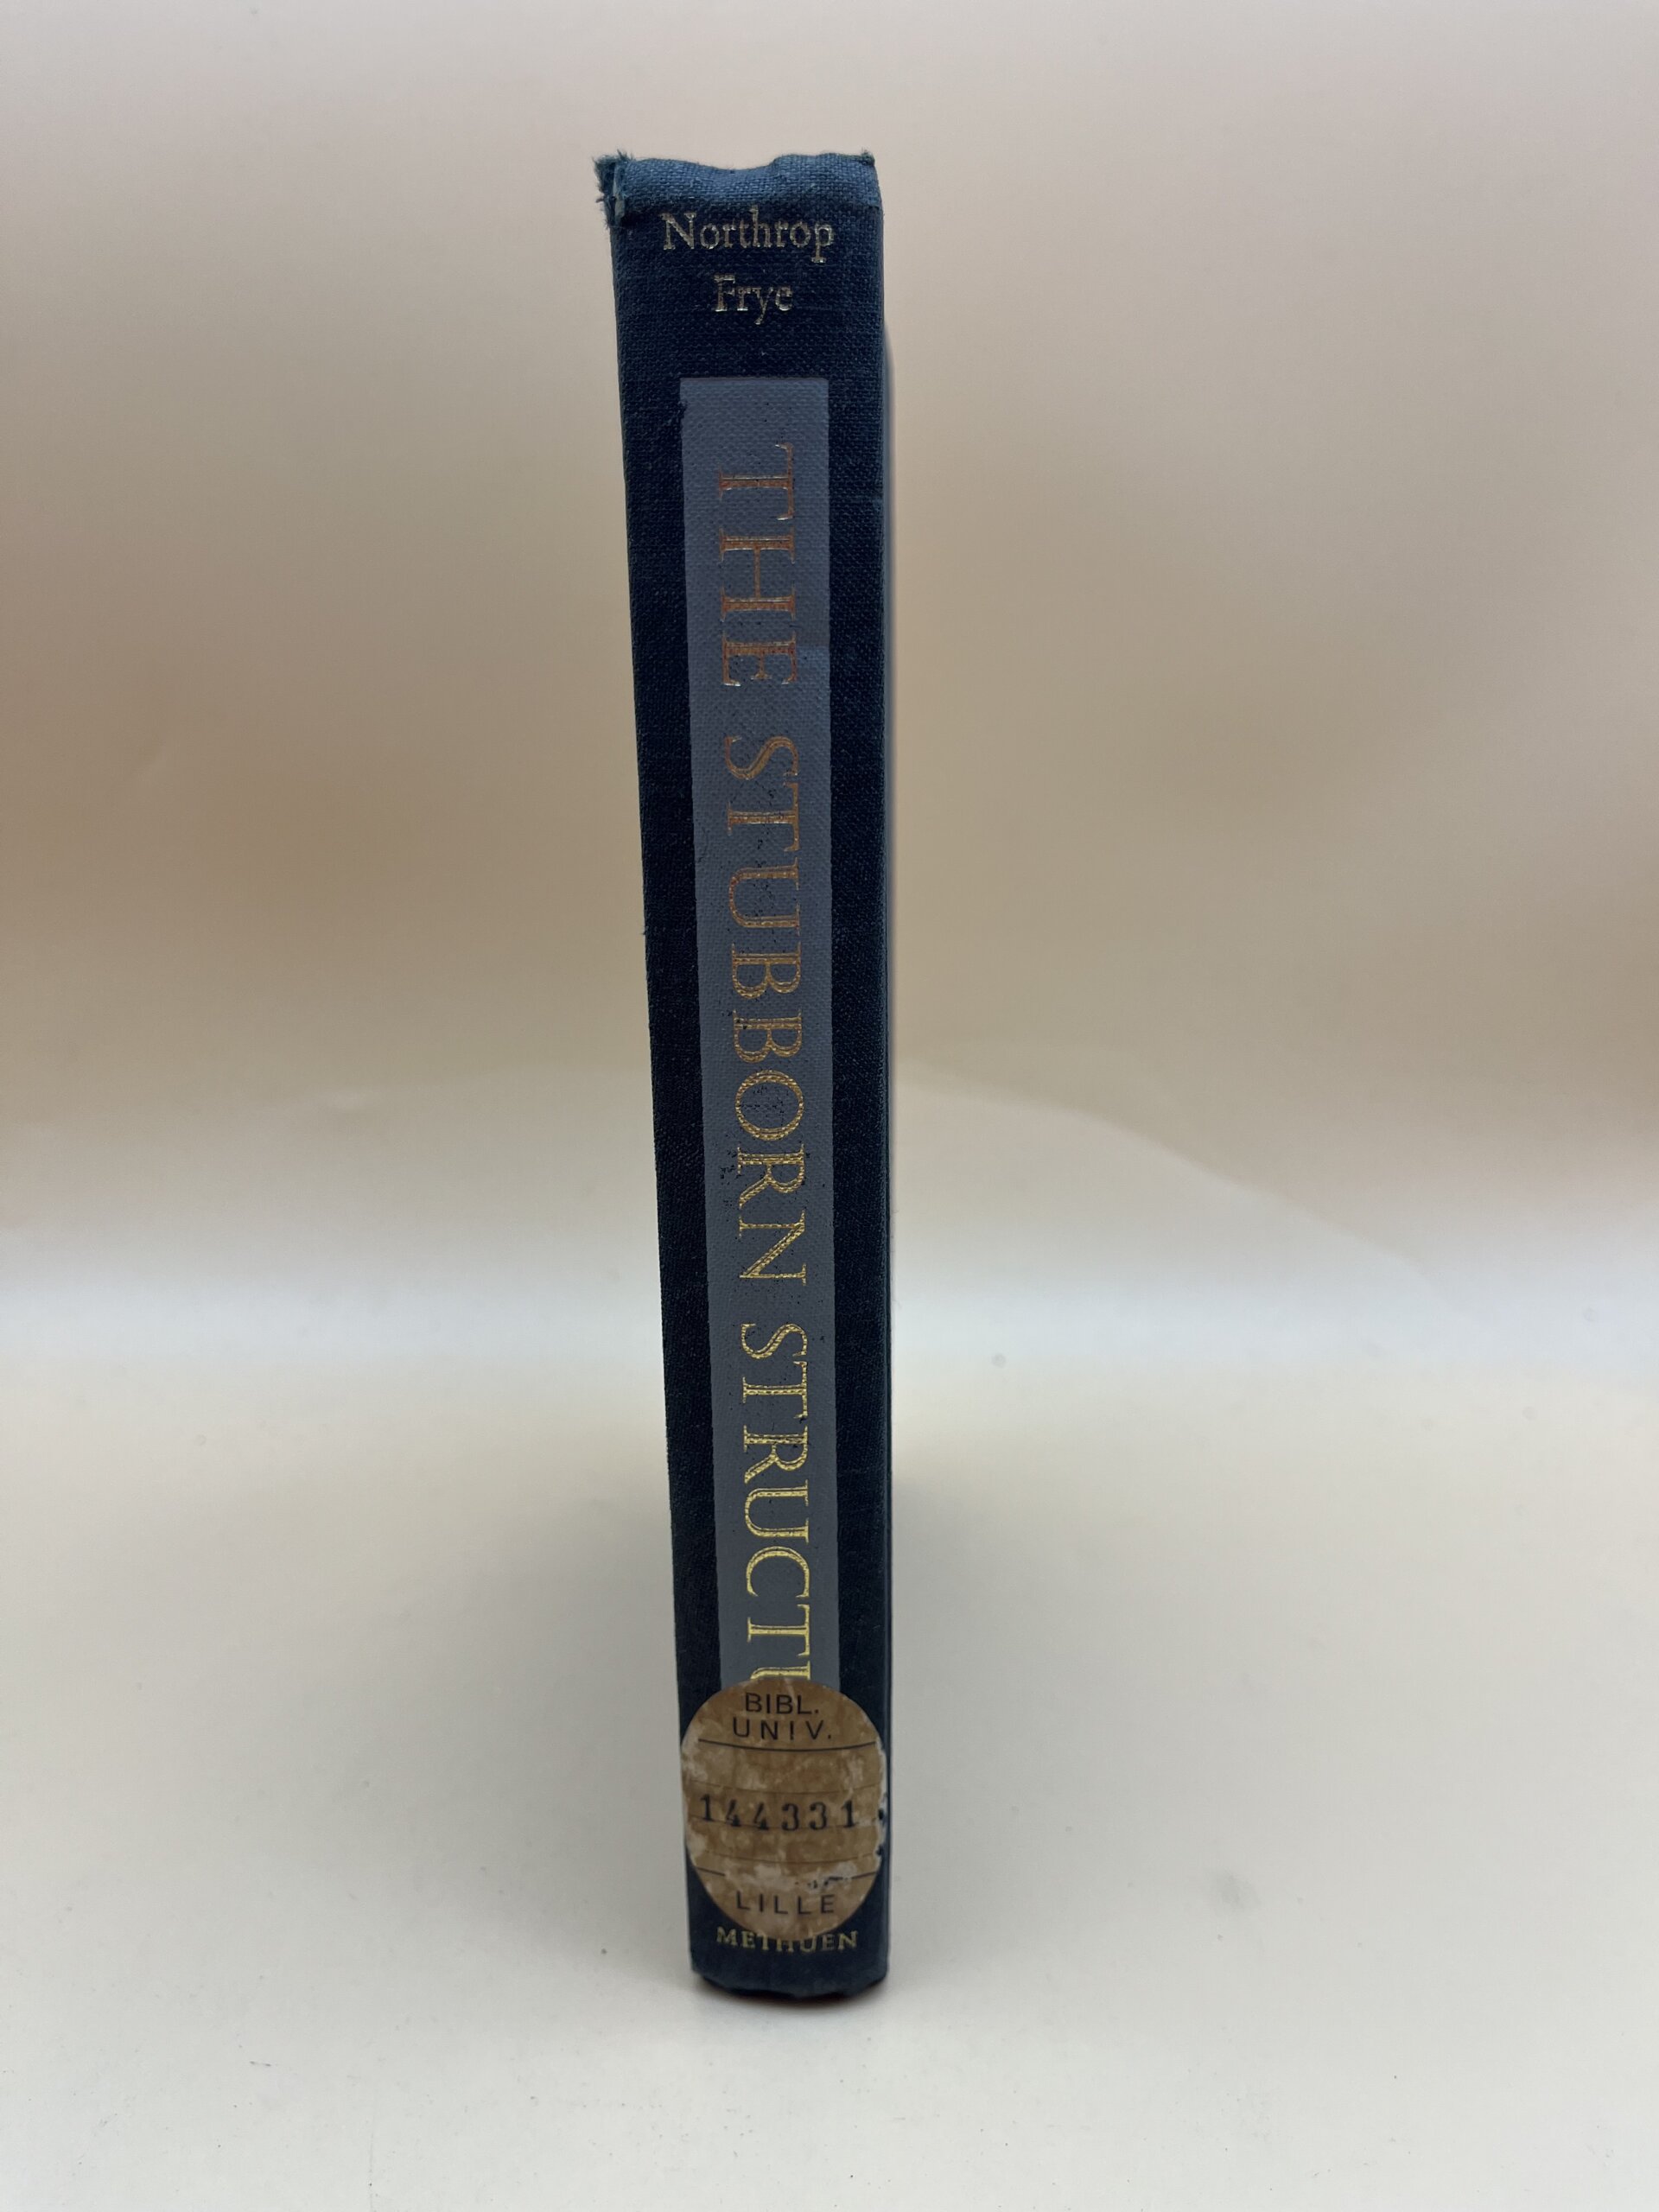 Northrop
Frye
THE STUBBORN STRUCTU
BIBL.
UNIV.
144331
LILLE
METHUEN